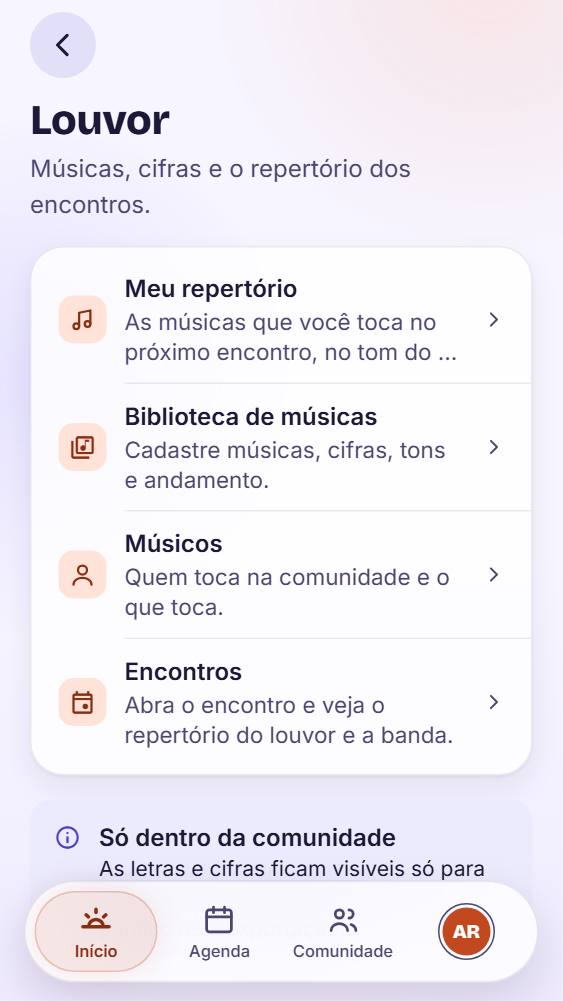 Louvor
Músicas, cifras e o repertório dos
encontros.
Meu repertório
As músicas que você toca no
próximo encontro, no tom do ...
Biblioteca de músicas
Cadastre músicas, cifras, tons
e andamento.
Músicos
Quem toca na comunidade e o
que toca.
Encontros
Abra o encontro e veja o
repertório do louvor e a banda.
Só dentro da comunidade
As letras e cifras ficam visíveis só para
Início
Agenda
Comunidade
AR